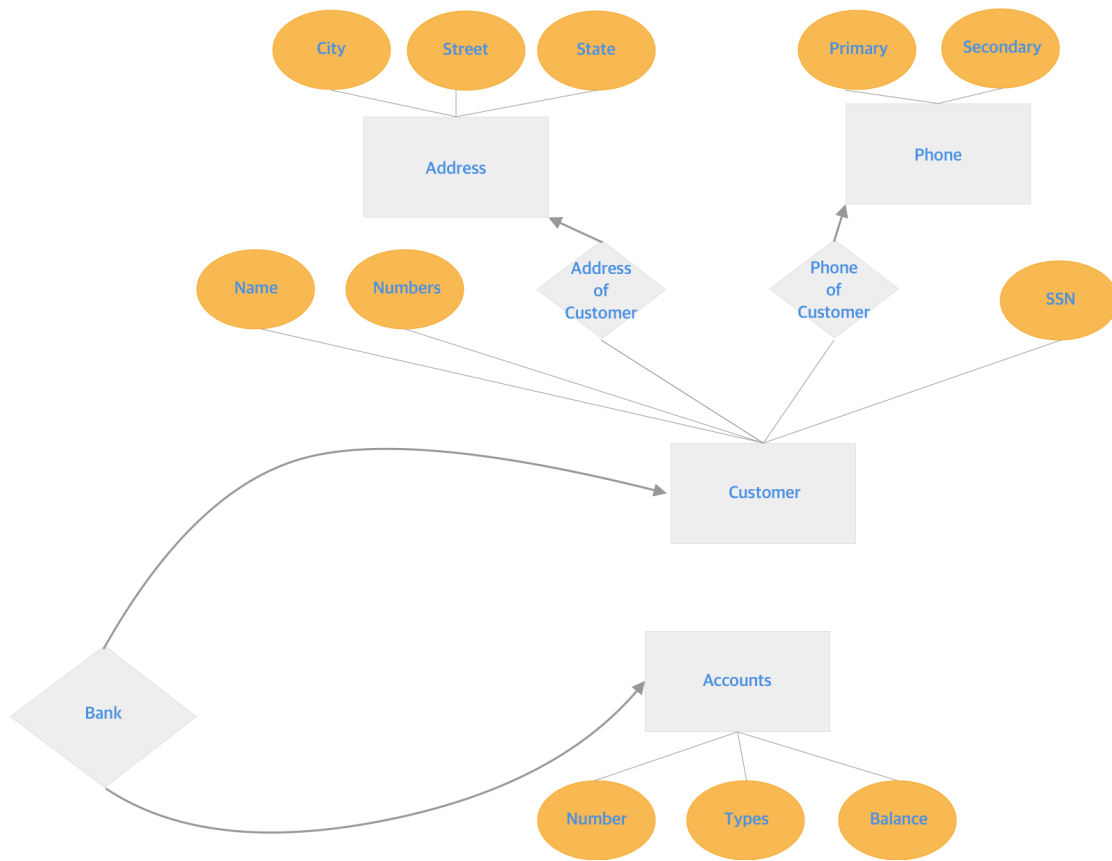 City
Street
State
Primary
Secondary
Address
Phone
Name
Numbers
Address
of
Customer
Phone
of
Customer
SSN
Customer
Bank
Accounts
Number
Types
Balance